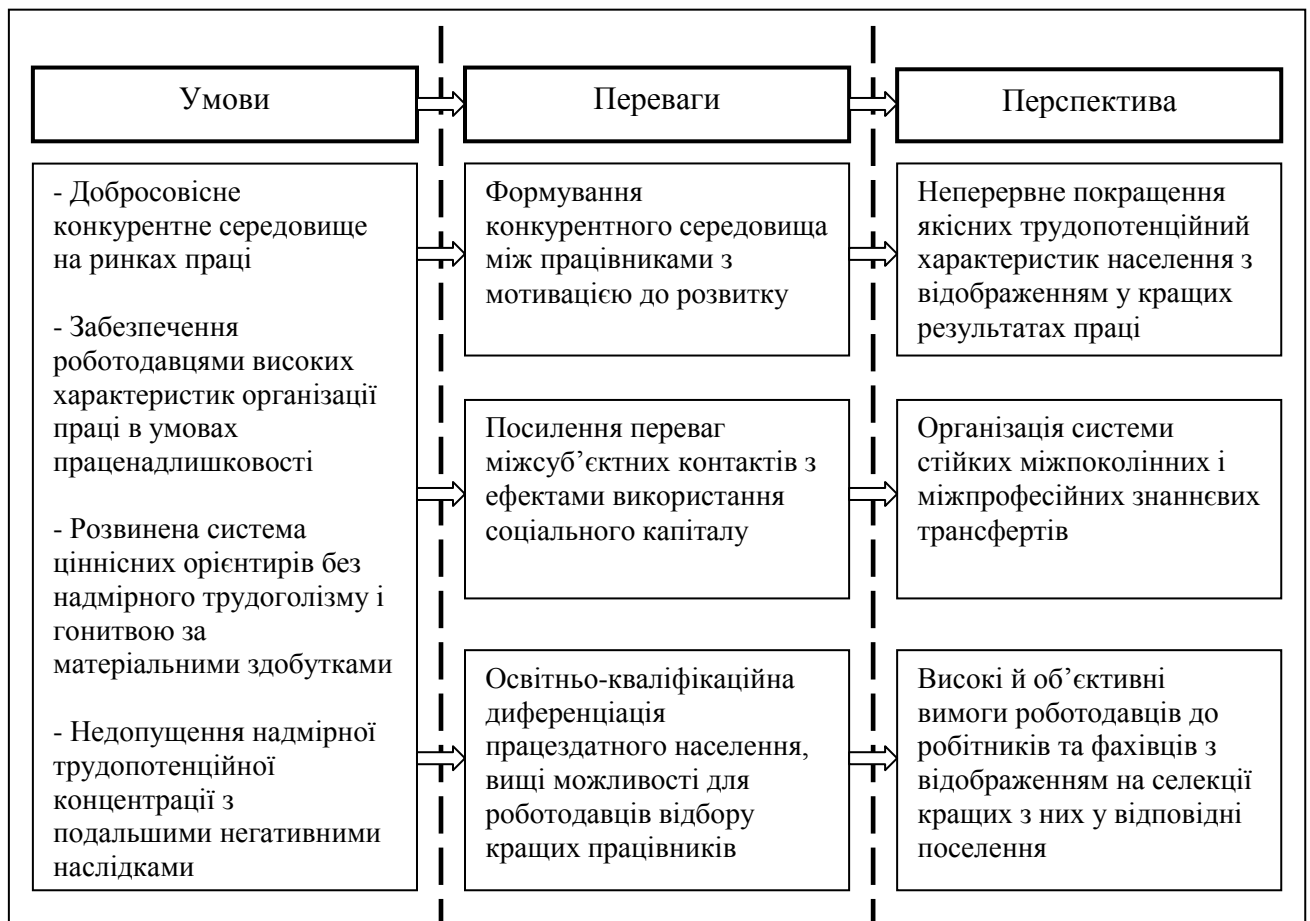 Умови
Переваги
Перспектива
- Добросовісне
конкурентне середовище
на ринках праці
- Забезпечення
роботодавцями високих
характеристик організації
праці в умовах
праценадлишковості
- Розвинена система
ціннісних орієнтирів без
надмірного трудоголізму і
гонитвою за
матеріальними здобутками
- Недопущення надмірної
трудопотенційної
концентрації з
подальшими негативними
наслідками
Формування
конкурентного середовища
між працівниками з
мотивацією до розвитку
Неперервне покращення
якісних трудопотенційний
характеристик населення з
відображенням у кращих
результатах праці
Посилення переваг
міжсуб’єктних контактів з
ефектами використання
соціального капіталу
Організація системи
стійких міжпоколінних і
міжпрофесійних знаннєвих
трансфертів
Освітньо-кваліфікаційна
диференціація
працездатного населення,
вищі можливості для
роботодавців відбору
кращих працівників
Високі й об’єктивні
вимоги роботодавців до
робітників та фахівців з
відображенням на селекції
кращих з них у відповідні
поселення